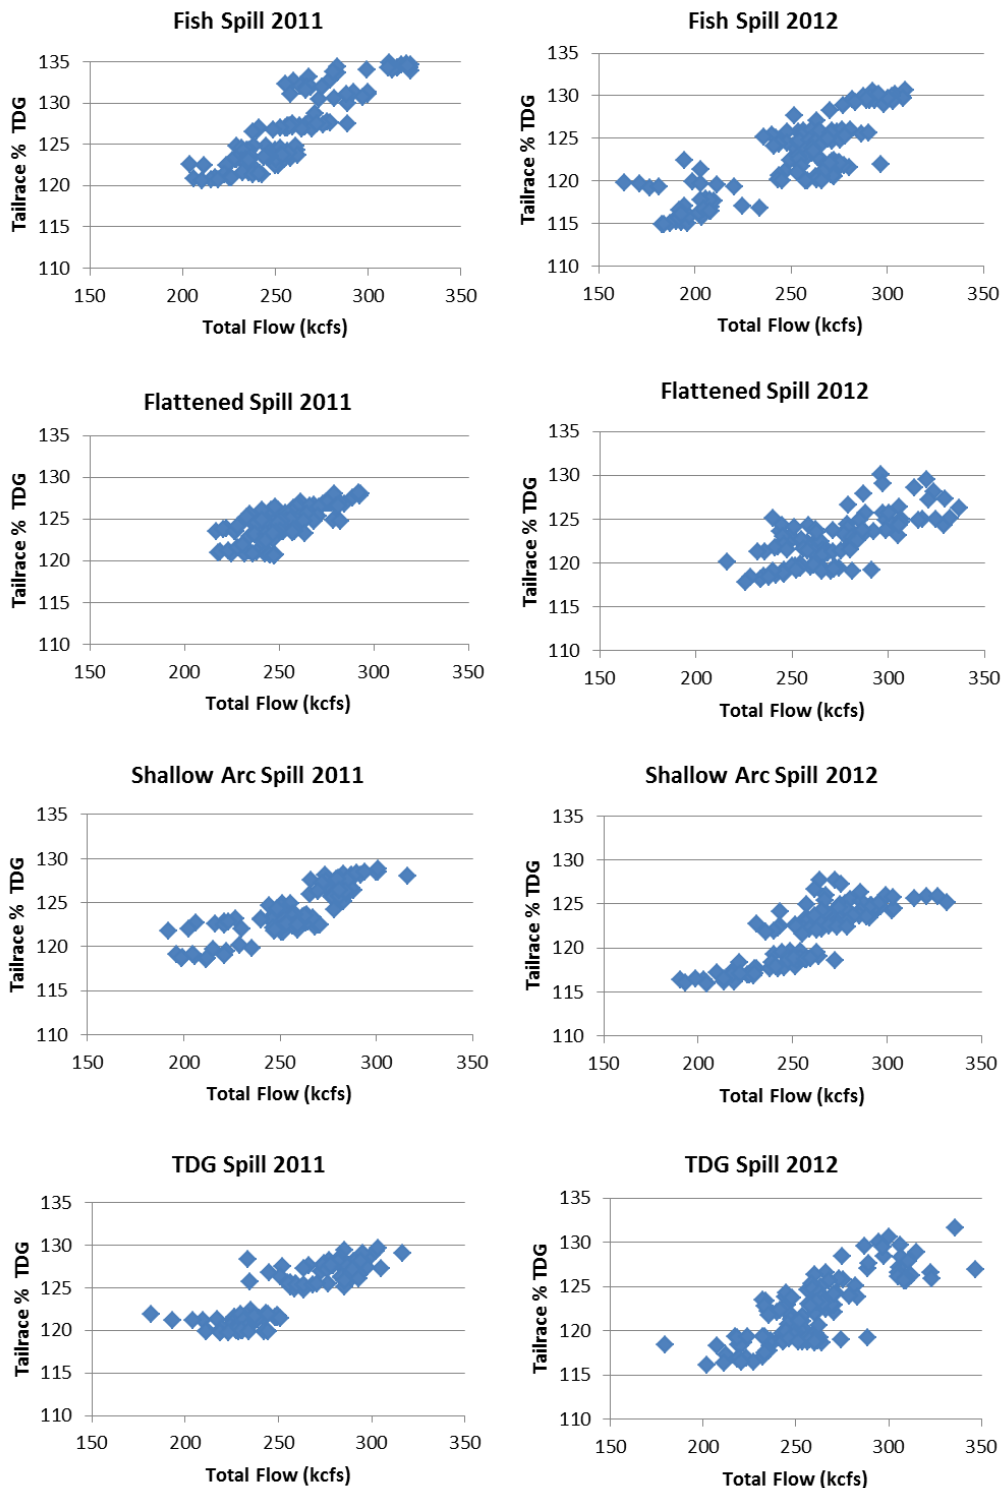 Fish Spill 2011
135
130
125
120
115
110
150 200 250 300 350
Tailrace % TDG
Total Flow (kcfs)
Fish Spill 2012
135
130
125
120
115
110
150 200 250 300 350
Tailrace % TDG
Total Flow (kcfs)
Flattened Spill 2011
135
130
125
120
115
110
150 200 250 300 350
Tailrace % TDG
Total Flow (kcfs)
Flattened Spill 2012
135
130
125
120
115
110
150 200 250 300 350
Tailrace % TDG
Total Flow (kcfs)
Shallow Arc Spill 2011
135
130
125
120
115
110
150 200 250 300 350
Tailrace % TDG
Total Flow (kcfs)
Shallow Arc Spill 2012
135
130
125
120
115
110
150 200 250 300 350
Tailrace % TDG
Total Flow (kcfs)
TDG Spill 2011
135
130
125
120
115
110
150 200 250 300 350
Tailrace % TDG
Total Flow (kcfs)
TDG Spill 2012
135
130
125
120
115
110
150 200 250 300 350
Tailrace % TDG
Total Flow (kcfs)